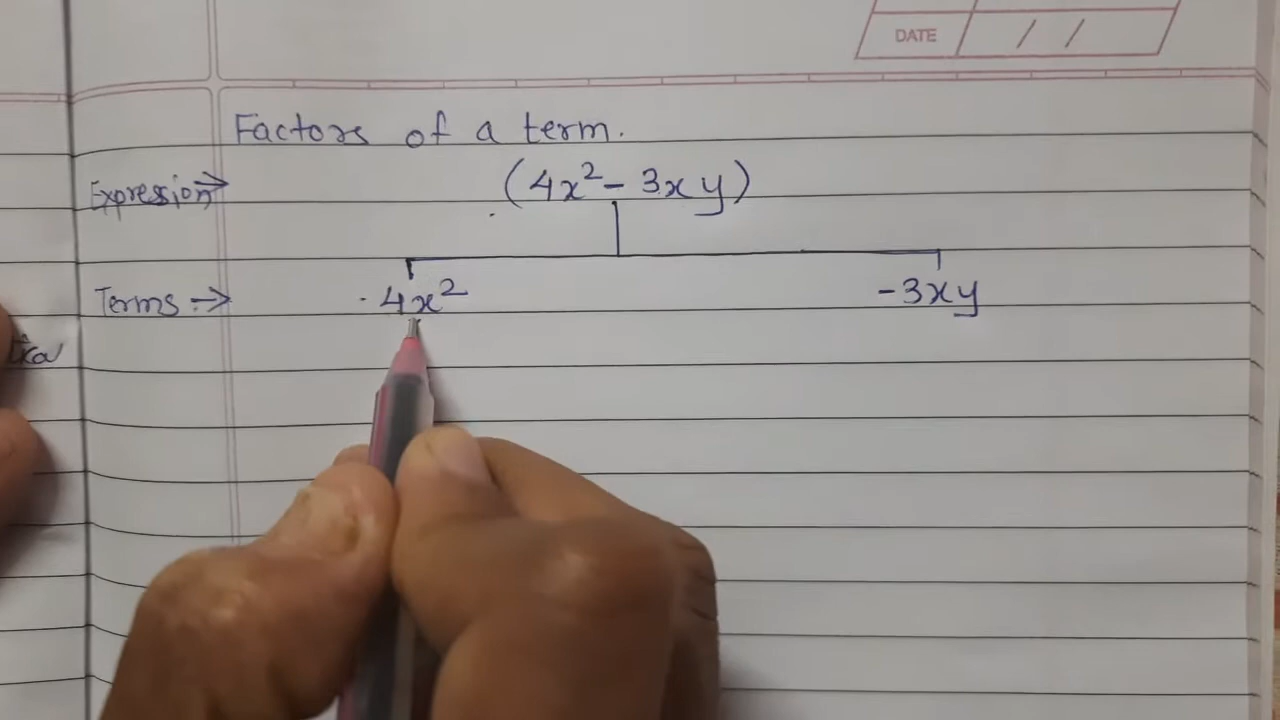 DATE / /
Factors of a term.
Expression → (4x² - 3xy)
Terms → 4x² -3xy